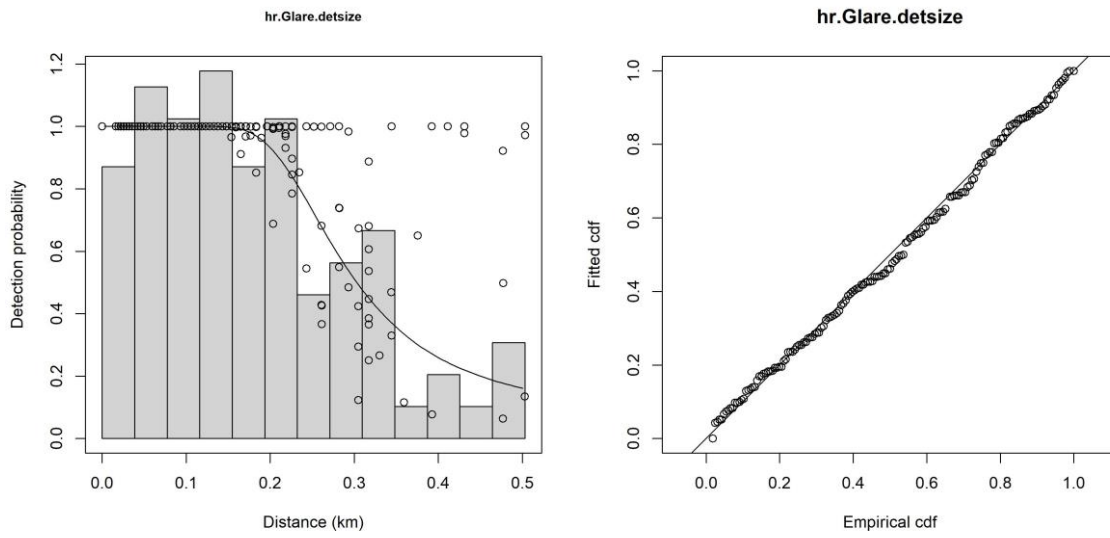 hr.Glare.detsize
Detection probability
1.2
1.0
0.8
0.6
0.4
0.2
0.0
0.0 0.1 0.2 0.3 0.4 0.5
Distance (km)
hr.Glare.detsize
Fitted cdf
1.0
0.8
0.6
0.4
0.2
0.0
0.0 0.2 0.4 0.6 0.8 1.0
Empirical cdf